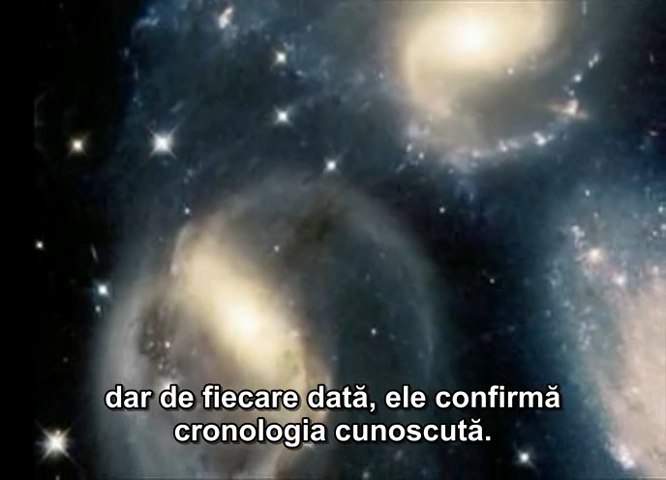 dar de fiecare dată, ele confirmă
cronologia cunoscută.